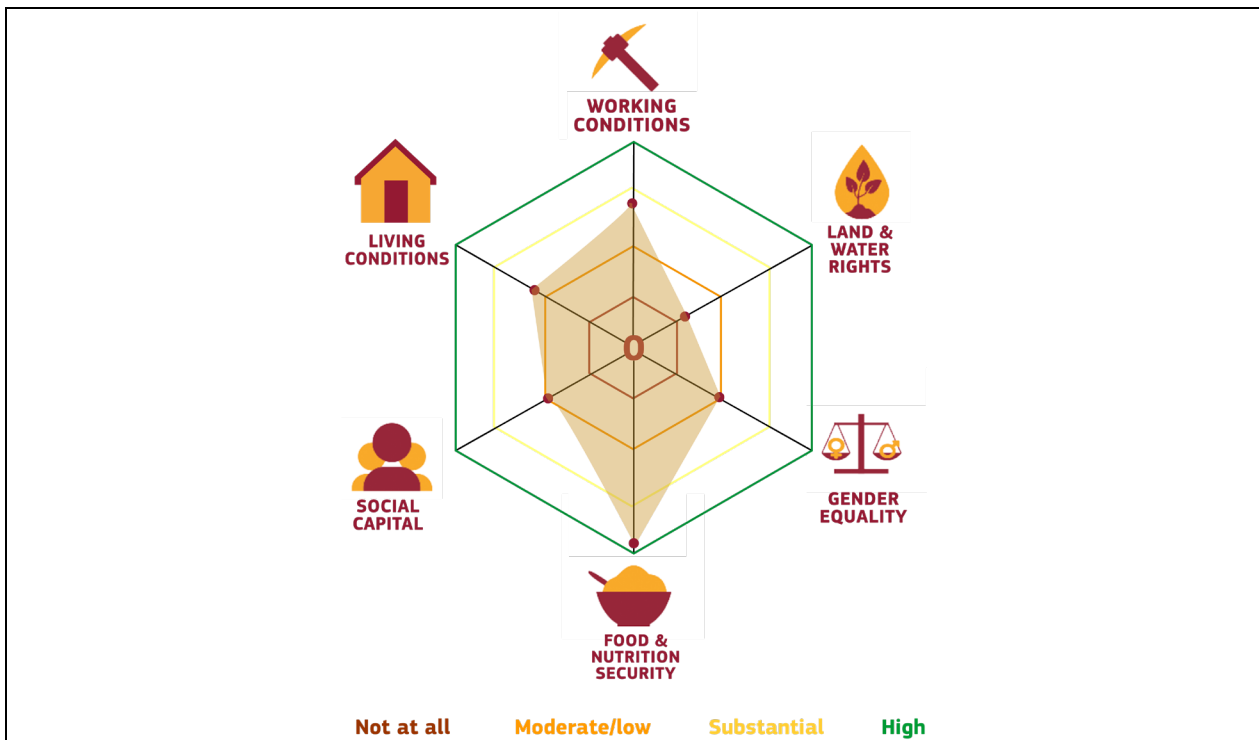 WORKING
CONDITIONS
LAND &
WATER
RIGHTS
LIVING
CONDITIONS
0
SOCIAL
CAPITAL
GENDER
EQUALITY
FOOD &
NUTRITION
SECURITY
Not at all Moderate/low Substantial High